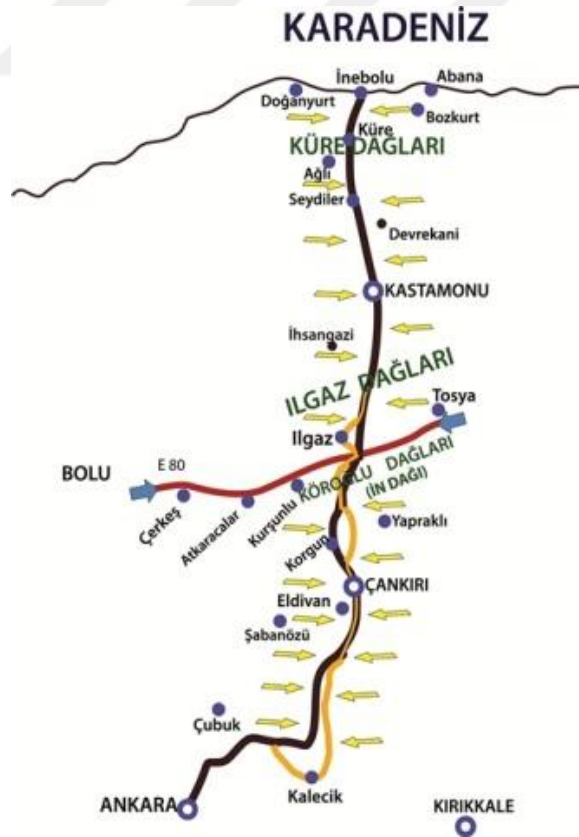 KARADENİZ
İnebolu
Abana
Doğanyurt
Bozkurt
Küre
KÜRE DAĞLARI
Ağlı
Seydiler
Devrekani
KASTAMONU
İhsangazi
ILGAZ DAĞLARI
Tosya
Ilgaz
BOLU
E 80
KÖROĞLU DAĞLARI
(İN DAĞI)
Çerkeş
Atkaracalar
Kurşunlu
Korgun
Yapraklı
ÇANKIRI
Eldivan
Şabanözü
Çubuk
Kalecik
ANKARA
KIRIKKALE